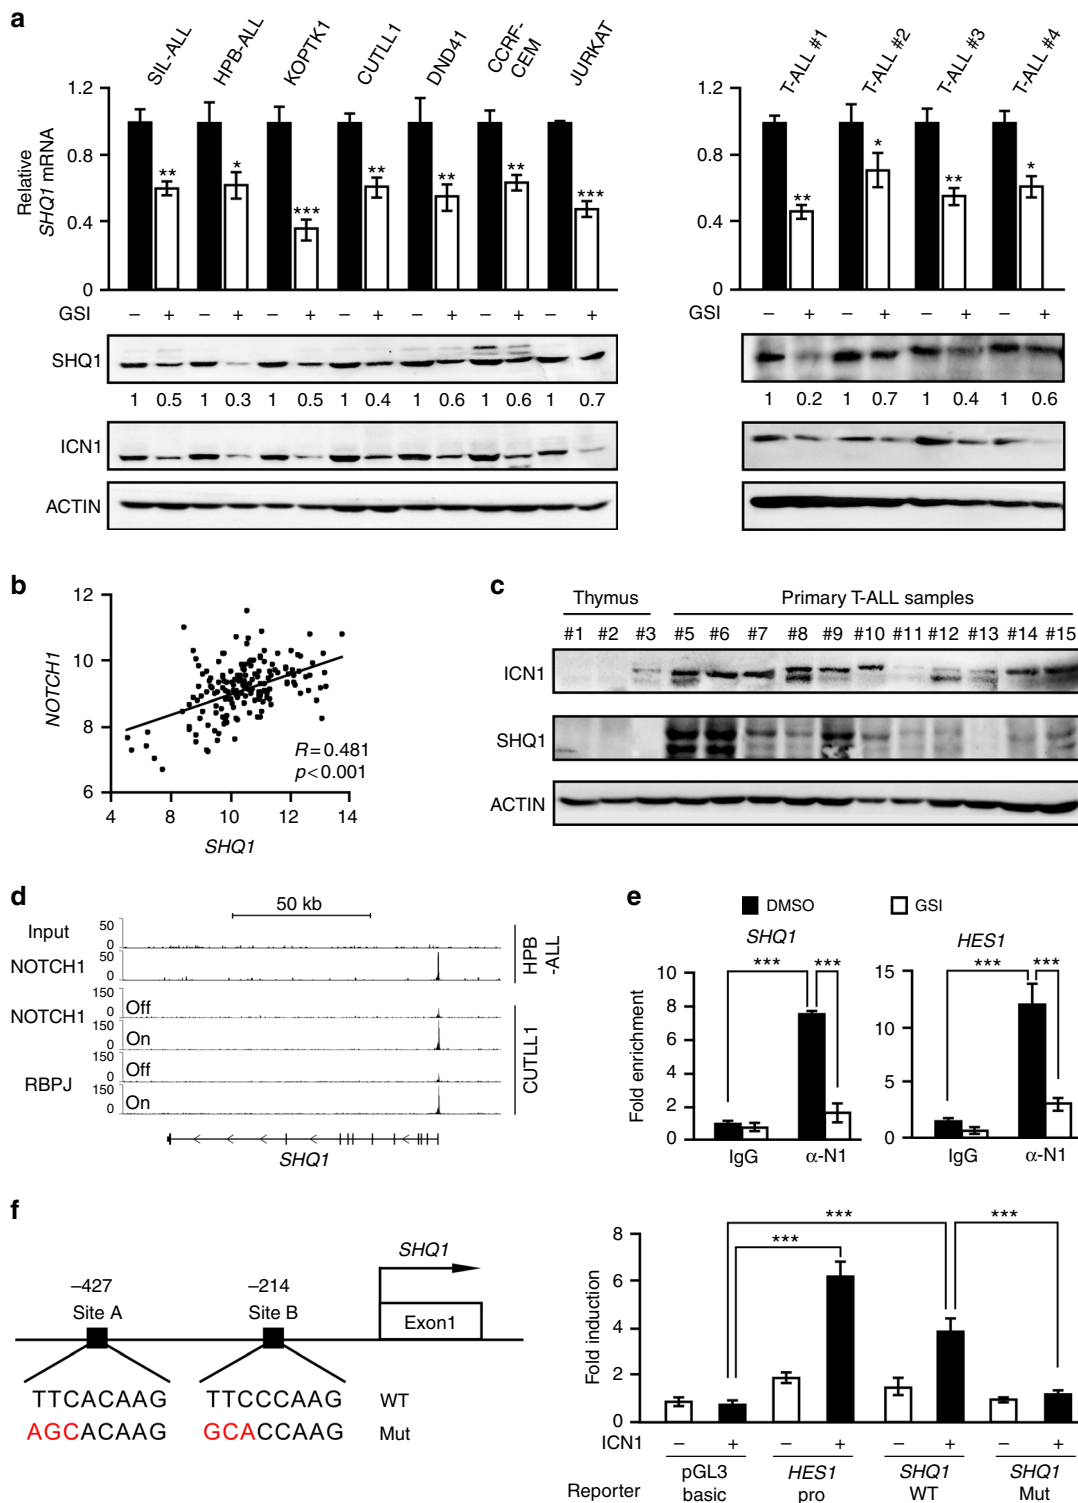 a
SIL-ALL HPB-ALL KOPTK1 CUTLL1 DND41 CCRF-CEM JURKAT
T-ALL #1 T-ALL #2 T-ALL #3 T-ALL #4
Relative SHQ1 mRNA
1.2
0.8
0.4
0
** * *** ** ** ** ***
1.2
0.8
0.4
0
** * ** *
GSI – + – + – + – + – + – + – +
GSI – + – + – + – +
SHQ1
1 0.5 1 0.3 1 0.5 1 0.4 1 0.6 1 0.6 1 0.7
1 0.2 1 0.7 1 0.4 1 0.6
ICN1
ACTIN
b
NOTCH1
12
10
8
6
4 8 10 12 14
R=0.481
p<0.001
SHQ1
c
Thymus Primary T-ALL samples
#1 #2 #3 #5 #6 #7 #8 #9 #10 #11 #12 #13 #14 #15
ICN1
SHQ1
ACTIN
d
50 kb
Input 50 0
NOTCH1 50 0
HPB-ALL
NOTCH1 150 0 Off
150 50 0 On
RBPJ 150 50 0 Off
150 0 On
CUTLL1
SHQ1
e
DMSO GSI
SHQ1
Fold enrichment
10
8
6
4
2
0
*** ***
IgG α-N1
HES1
15
10
5
0
*** ***
IgG α-N1
f
SHQ1
–427 –214
Site A Site B Exon1
TTCACAAG TTCCCAAG WT
AGCACAAG GCACCAAG Mut
Fold induction
8
6
4
2
0
*** *** ***
ICN1 – + – + – + – +
Reporter
pGL3 basic HES1 pro SHQ1 WT SHQ1 Mut